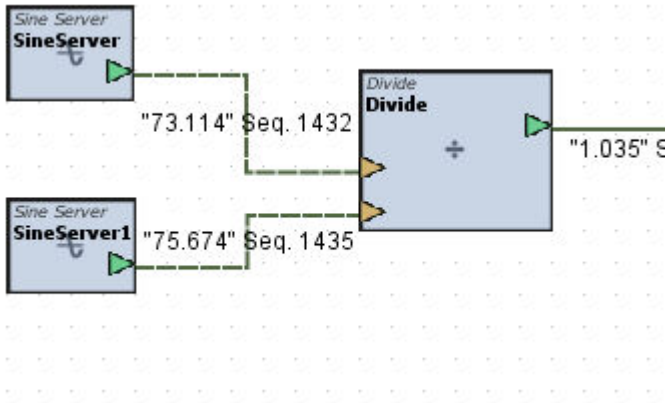 Sine Server
SineServer
"73.114" Seq. 1432
Divide
Divide
÷
"1.035" S
Sine Server
SineServer1
"75.674" Seq. 1435